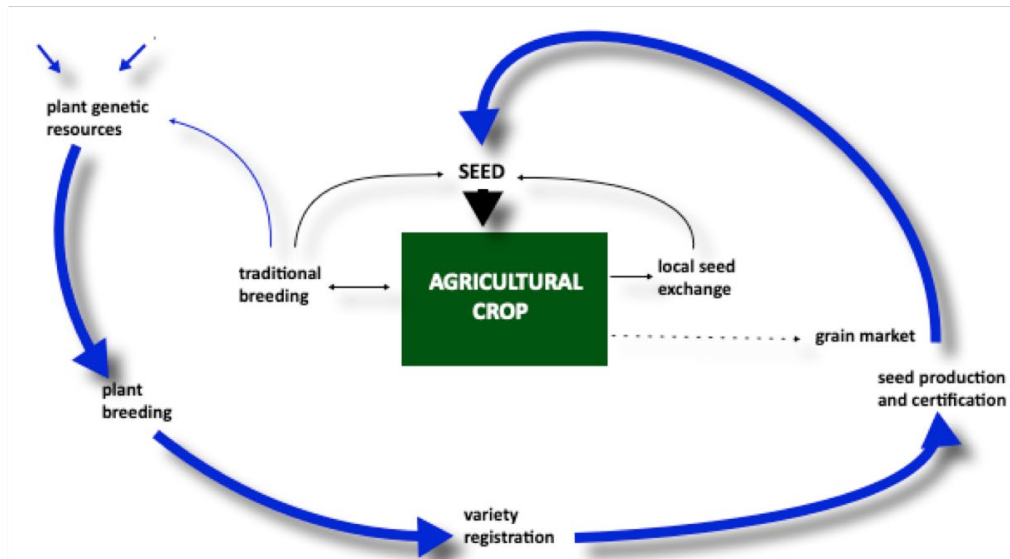 plant genetic
resources
SEED
traditional
breeding
AGRICULTURAL
CROP
local seed
exchange
grain market
seed production
and certification
plant
breeding
variety
registration